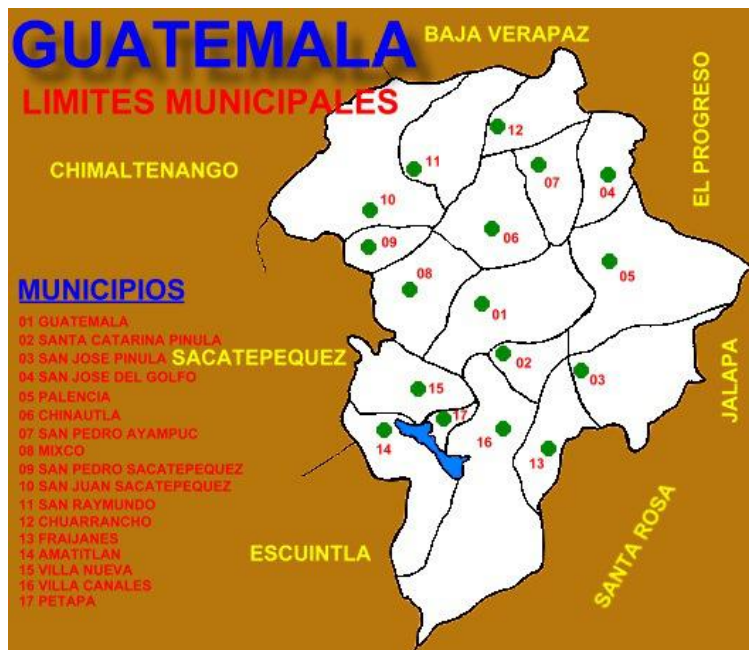 GUATEMALA
LIMITES MUNICIPALES
BAJA VERAPAZ
EL PROGRESO
CHIMALTENANGO
12
11
07
04
10
06
09
05
08
01
MUNICIPIOS
01 GUATEMALA
02 SANTA CATARINA PINULA
03 SAN JOSE PINULA
04 SAN JOSE DEL GOLFO
05 PALENCIA
06 CHINAUTLA
07 SAN PEDRO AYAMPUC
08 MIXCO
09 SAN PEDRO SACATEPEQUEZ
10 SAN JUAN SACATEPEQUEZ
11 SAN RAYMUNDO
12 CHUARRANCHO
13 FRAIJANES
14 AMATITLAN
15 VILLA NUEVA
16 VILLA CANALES
17 PETAPA
SACATEPEQUEZ
02
03
JALAPA
15
17
14
16
13
ESCUINTLA
SANTA ROSA